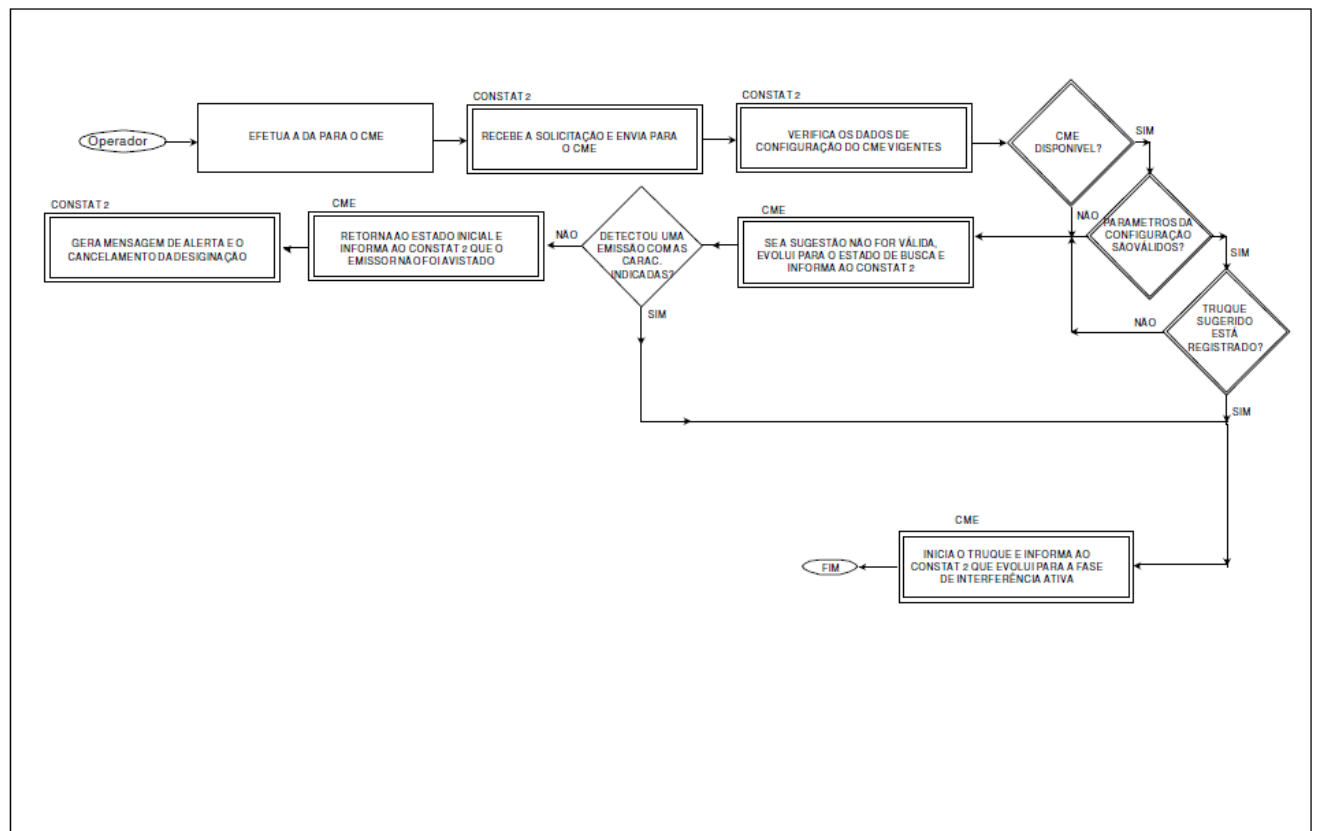 CONSTAT 2
CONSTAT 2
Operador
EFETUA A DA PARA O CME
RECEBE A SOLICITAÇÃO E ENVIA PARA
O CME
VERIFICA OS DADOS DE
CONFIGURAÇÃO DO CME VIGENTES
CME
DISPONIVEL?
SIM
CONSTAT 2
GERA MENSAGEM DE ALERTA E O
CANCELAMENTO DA DESIGINAÇÃO
CME
RETORNA AO ESTADO INICIAL E
INFORMA AO CONSTAT 2 QUE O
EMISSOR NÃO FOI AVISTADO
NÃO
DETECTOU UMA
EMISSÃO COM AS
CARAC.
INDICADAS?
SIM
CME
SE A SUGESTÃO NÃO FOR VÁLIDA,
EVOLUI PARA O ESTADO DE BUSCA E
INFORMA AO CONSTAT 2
NÃO
PARAMETROS DA
CONFIGURAÇÃO
SÃO VÁLIDOS?
SIM
NÃO
TRUQUE
SUGERIDO
ESTÁ
REGISTRADO?
SIM
CME
INICIA O TRUQUE E INFORMA AO
CONSTAT 2 QUE EVOLUI PARA A FASE
DE INTERFERÊNCIA ATIVA
FIM